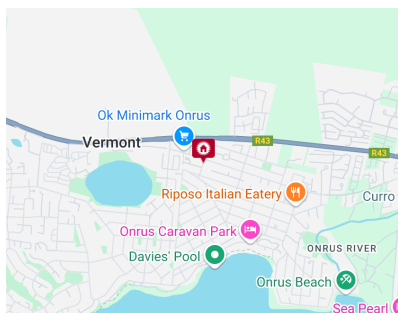 Ok Minimark Onrus
Vermont
R43
R43
Riposo Italian Eatery
Curro
Onrus Caravan Park
ONRUS RIVER
Davies' Pool
Onrus Beach
Sea Pearl